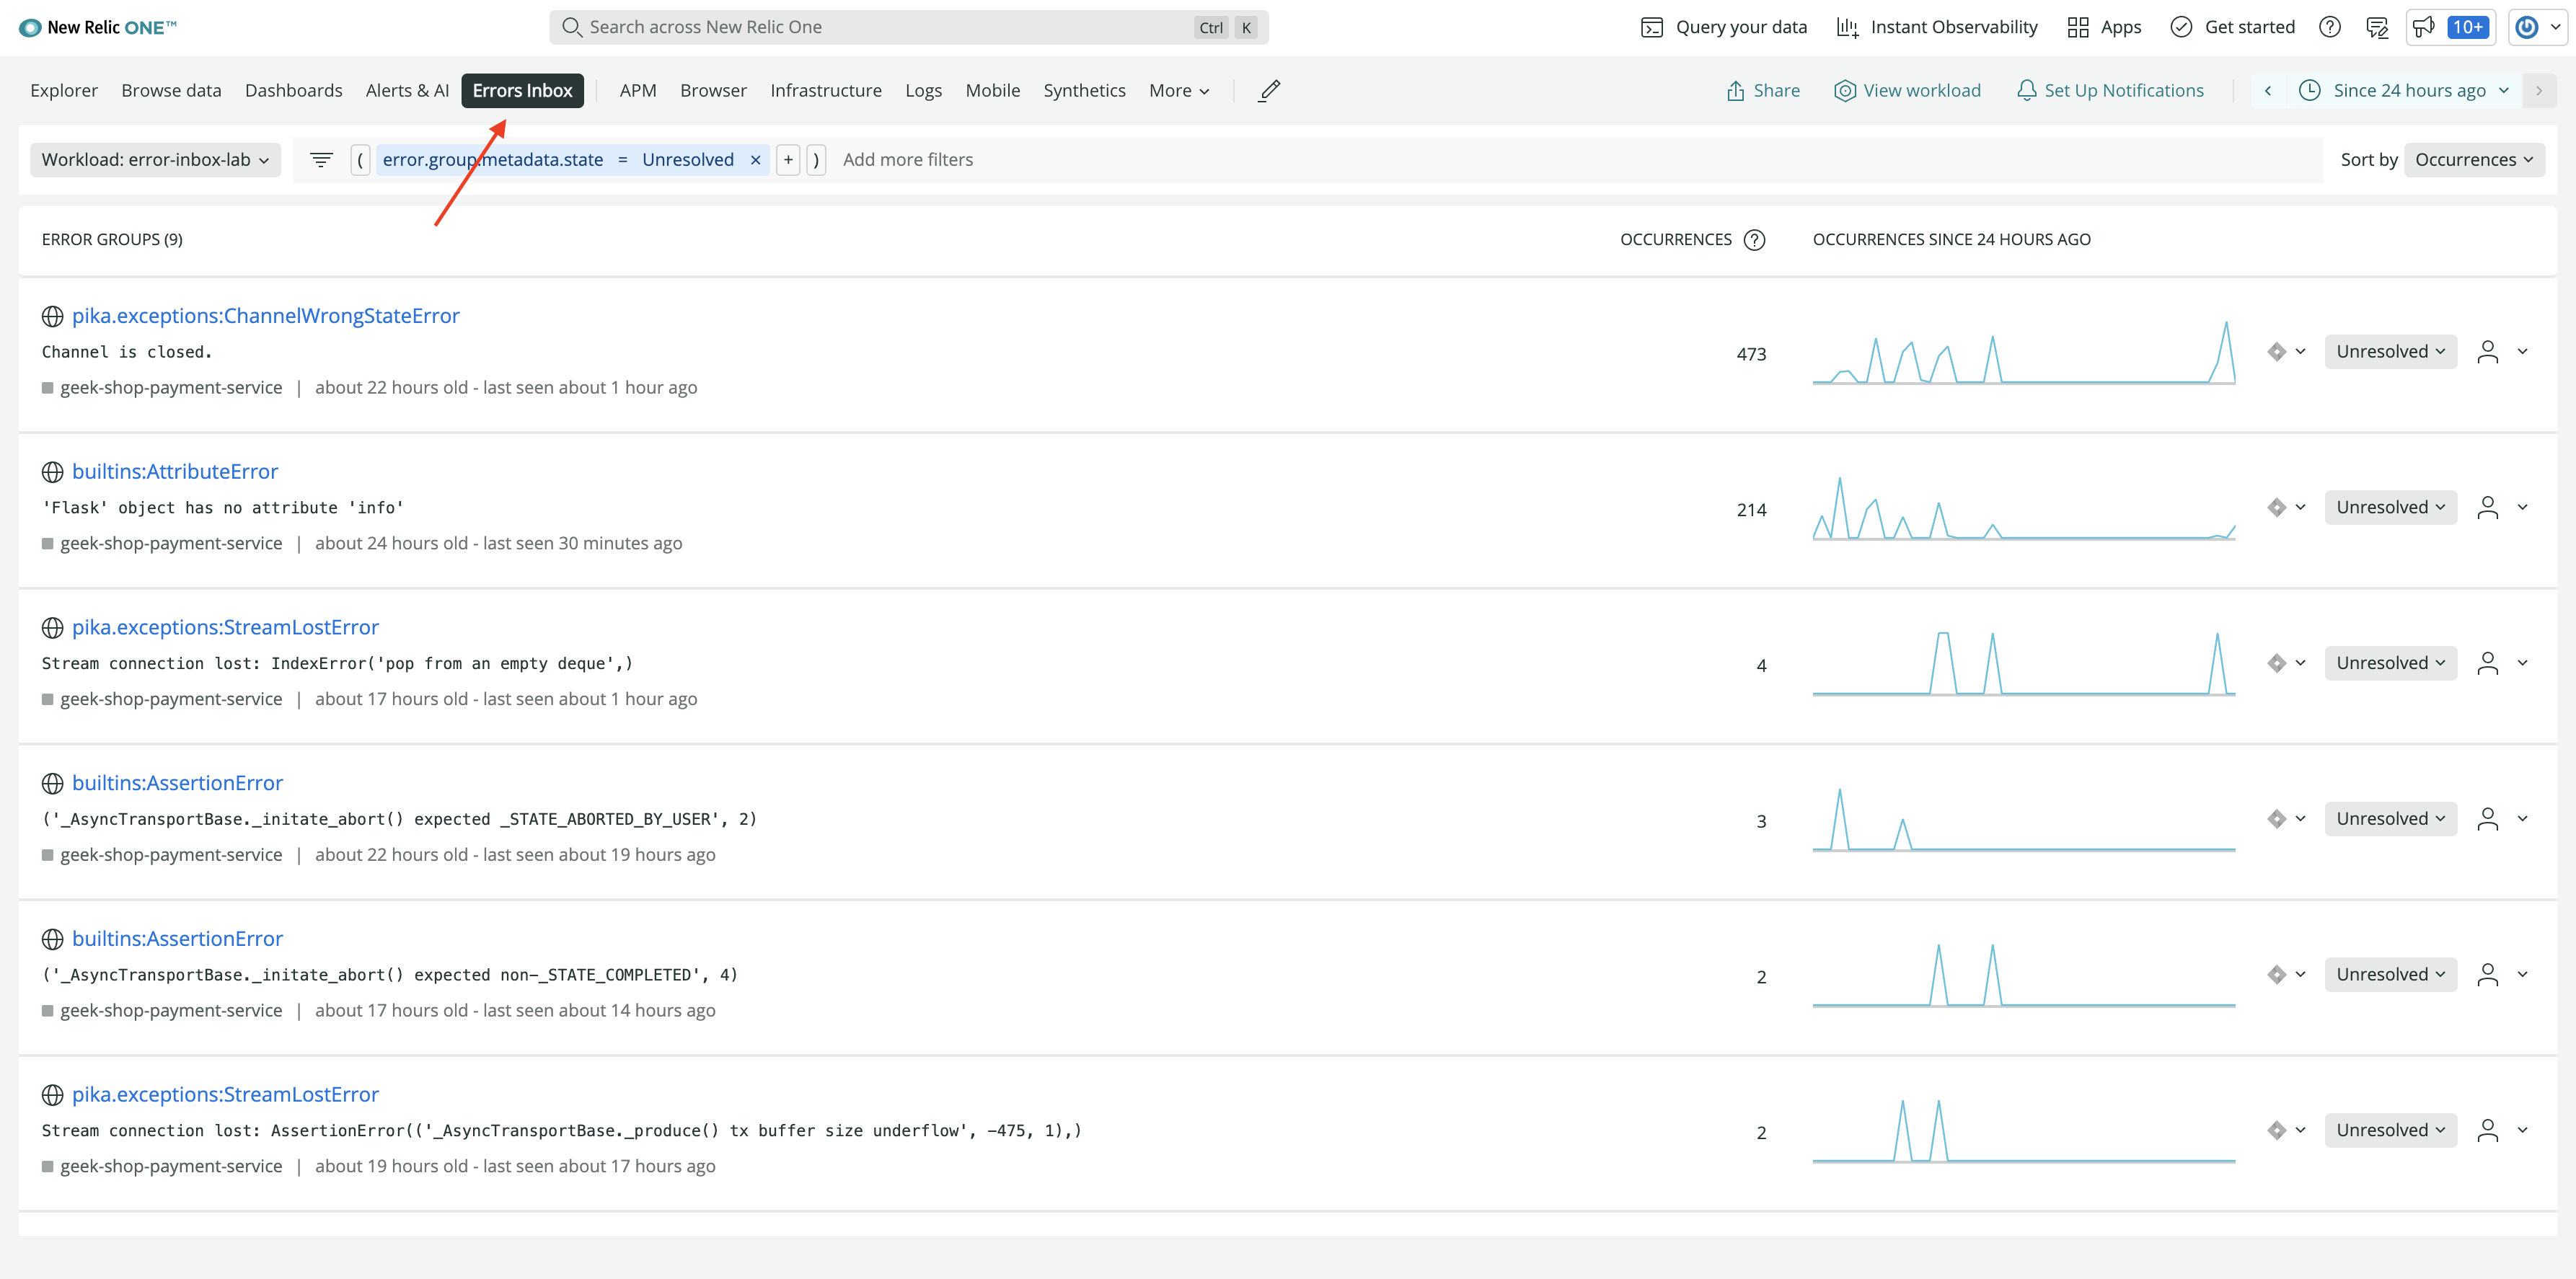 New Relic ONE™ Search across New Relic One Ctrl K Query your data Instant Observability Apps Get started 10+
Explorer Browse data Dashboards Alerts & AI Errors Inbox APM Browser Infrastructure Logs Mobile Synthetics More Share View workload Set Up Notifications Since 24 hours ago
Workload: error-inbox-lab ( error.group.metadata.state = Unresolved × + ) Add more filters Sort by Occurrences
ERROR GROUPS (9) OCCURRENCES ? OCCURRENCES SINCE 24 HOURS AGO
pika.exceptions:ChannelWrongStateError
Channel is closed. 473 Unresolved
geek-shop-payment-service | about 22 hours old - last seen about 1 hour ago
builtins:AttributeError
'Flask' object has no attribute 'info' 214 Unresolved
geek-shop-payment-service | about 24 hours old - last seen 30 minutes ago
pika.exceptions:StreamLostError
Stream connection lost: IndexError('pop from an empty deque',) 4 Unresolved
geek-shop-payment-service | about 17 hours old - last seen about 1 hour ago
builtins:AssertionError
('_AsyncTransportBase._initate_abort() expected _STATE_ABORTED_BY_USER', 2) 3 Unresolved
geek-shop-payment-service | about 22 hours old - last seen about 19 hours ago
builtins:AssertionError
('_AsyncTransportBase._initate_abort() expected non-_STATE_COMPLETED', 4) 2 Unresolved
geek-shop-payment-service | about 17 hours old - last seen about 14 hours ago
pika.exceptions:StreamLostError
Stream connection lost: AssertionError(('_AsyncTransportBase._produce() tx buffer size underflow', -475, 1),) 2 Unresolved
geek-shop-payment-service | about 19 hours old - last seen about 17 hours ago